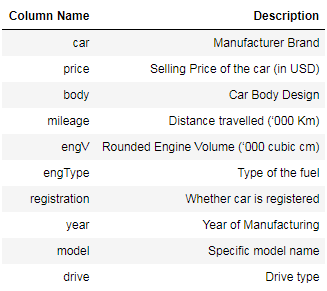 Column Name Description
car Manufacturer Brand
price Selling Price of the car (in USD)
body Car Body Design
mileage Distance travelled (‘000 Km)
engV Rounded Engine Volume (‘000 cubic cm)
engType Type of the fuel
registration Whether car is registered
year Year of Manufacturing
model Specific model name
drive Drive type